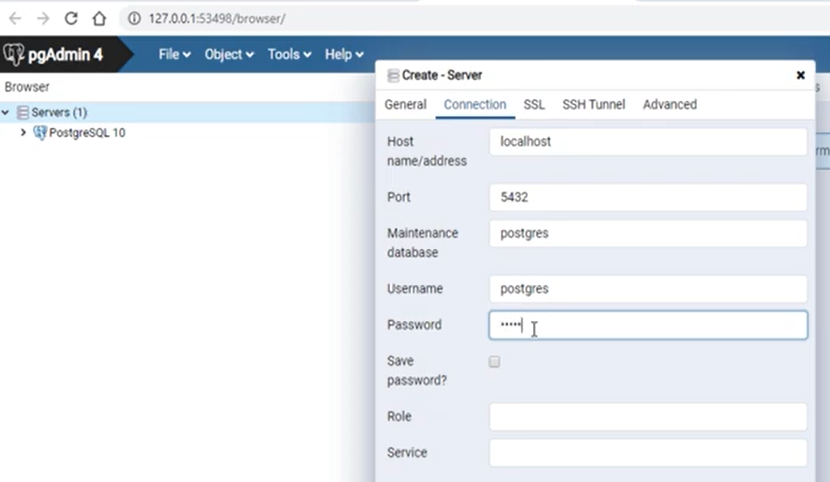 127.0.0.1:53498/browser/
pgAdmin 4
File Object Tools Help
Browser
Servers (1)
PostgreSQL 10
Create - Server
General Connection SSL SSH Tunnel Advanced
Host
name/address
localhost
Port
5432
Maintenance
database
postgres
Username
postgres
Password
•••••
Save
password?
Role
Service